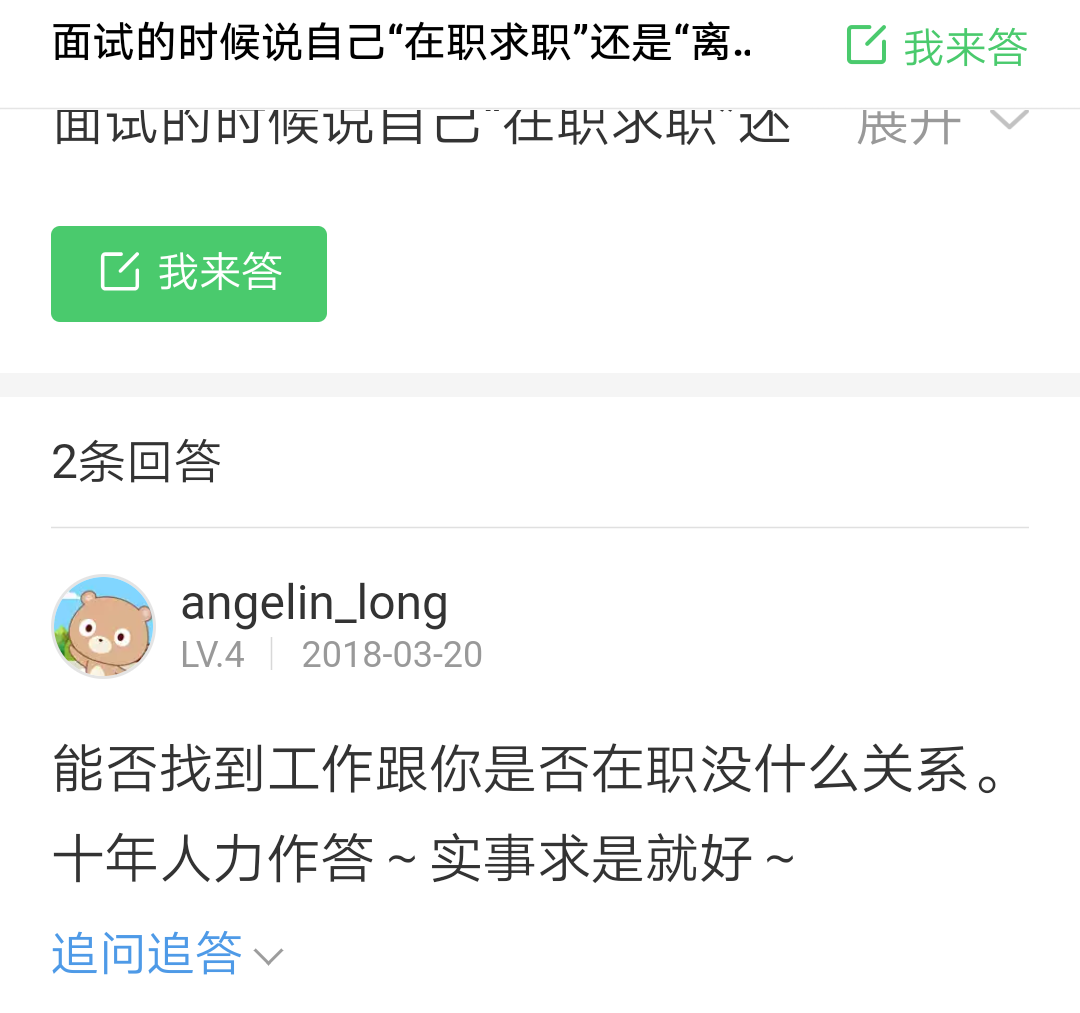 面试的时候说自己“在职求职”还是“离..
我来答
面试的时候说自己“在职求职”还
展开
我来答
2条回答
angelin_long
LV.4
2018-03-20
能否找到工作跟你是否在职没什么关系。
十年人力作答～实事求是就好～
追问追答